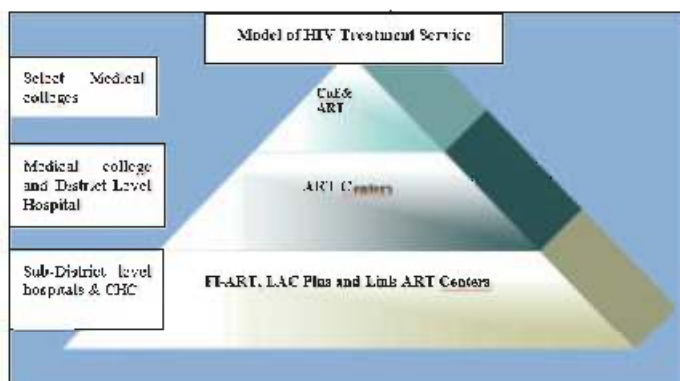 Model of HIV Treatment Service
Select Medical
colleges
CoE &
ART
Medical college
and District Level
Hospital
ART Centers
Sub-District level
hospitals & CHC
FI-ART, LAC Plus and Link ART Centers